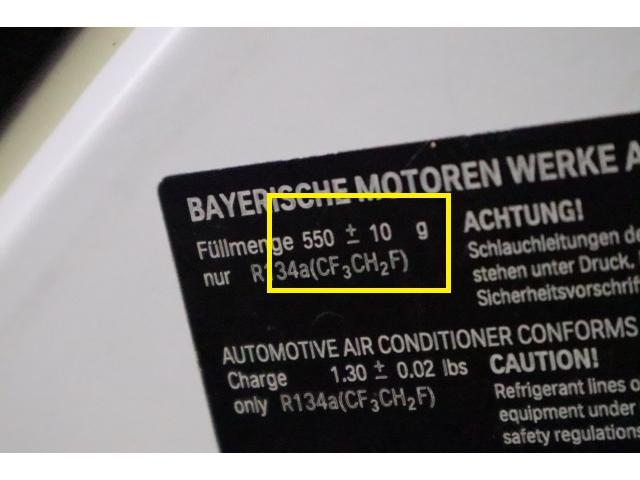 BAYERISCHE MOTOREN WERKE
Füllmenge 550 ± 10 g
nur R134a(CF₃CH₂F)
ACHTUNG!
Schlauchleitungen
stehen unter Druck.
AUTOMOTIVE AIR CONDITIONER CONFORMS
Charge 1.30 ± 0.02 lbs
only R134a(CF₃CH₂F)
CAUTION!
Refrigerant lines
equipment under
safety regulations